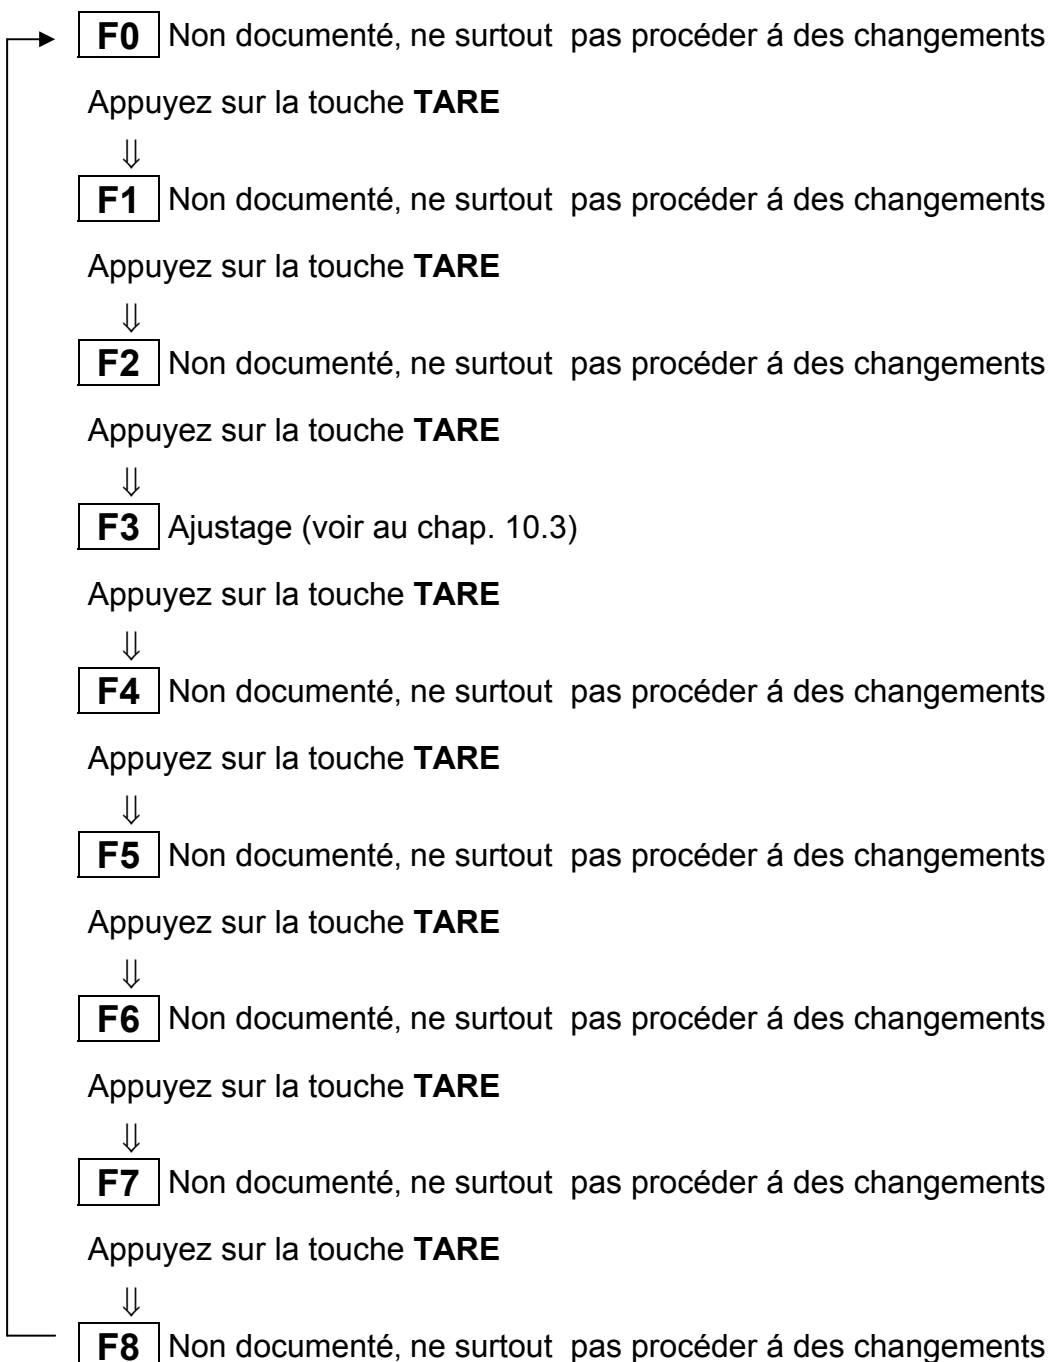 F0 Non documenté, ne surtout  pas procéder á des changements
Appuyez sur la touche TARE
⇓
F1 Non documenté, ne surtout  pas procéder á des changements
Appuyez sur la touche TARE
⇓
F2 Non documenté, ne surtout  pas procéder á des changements
Appuyez sur la touche TARE
⇓
F3 Ajustage (voir au chap. 10.3)
Appuyez sur la touche TARE
⇓
F4 Non documenté, ne surtout  pas procéder á des changements
Appuyez sur la touche TARE
⇓
F5 Non documenté, ne surtout  pas procéder á des changements
Appuyez sur la touche TARE
⇓
F6 Non documenté, ne surtout  pas procéder á des changements
Appuyez sur la touche TARE
⇓
F7 Non documenté, ne surtout  pas procéder á des changements
Appuyez sur la touche TARE
⇓
F8 Non documenté, ne surtout  pas procéder á des changements